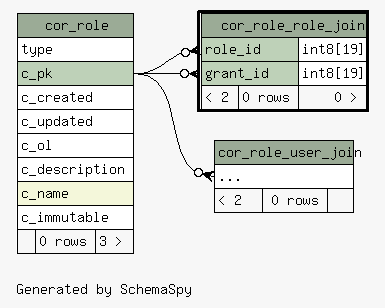 cor_role
type
c_pk
c_created
c_updated
c_ol
c_description
c_name
c_immutable
0 rows 3 >
cor_role_role_join
role_id int8[19]
grant_id int8[19]
< 2 0 rows 0 >
cor_role_user_join
...
< 2 0 rows
Generated by SchemaSpy